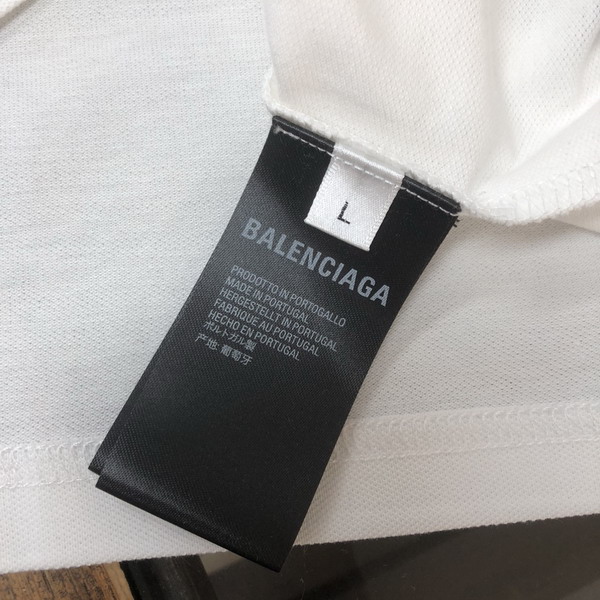 L
BALENCIAGA
PRODOTTO IN PORTOGALLO
MADE IN PORTUGAL
HERGESTELLT IN PORTUGAL
FABRIQUE AU PORTUGAL
HECHO EN PORTUGAL
ポルトガル製
产地: 葡萄牙